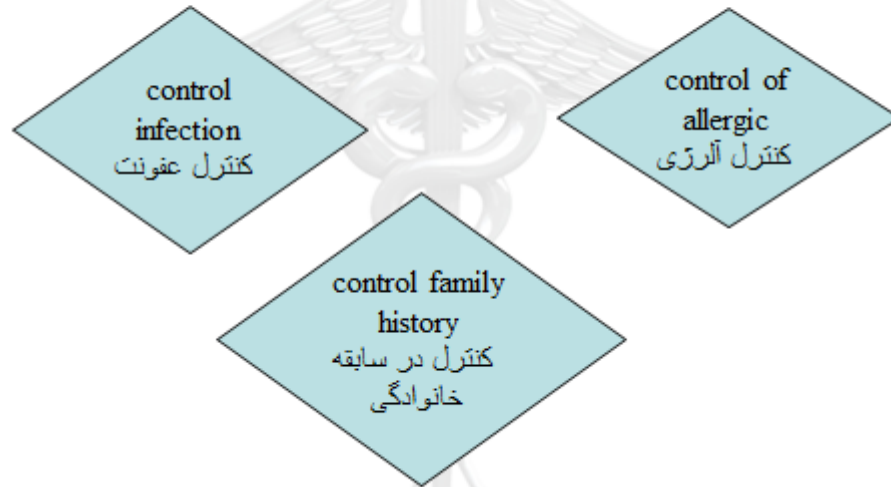 control
infection
کنترل عفونت
control of
allergic
کنترل آلرژی
control family
history
کنترل در سابقه
خانوادگی